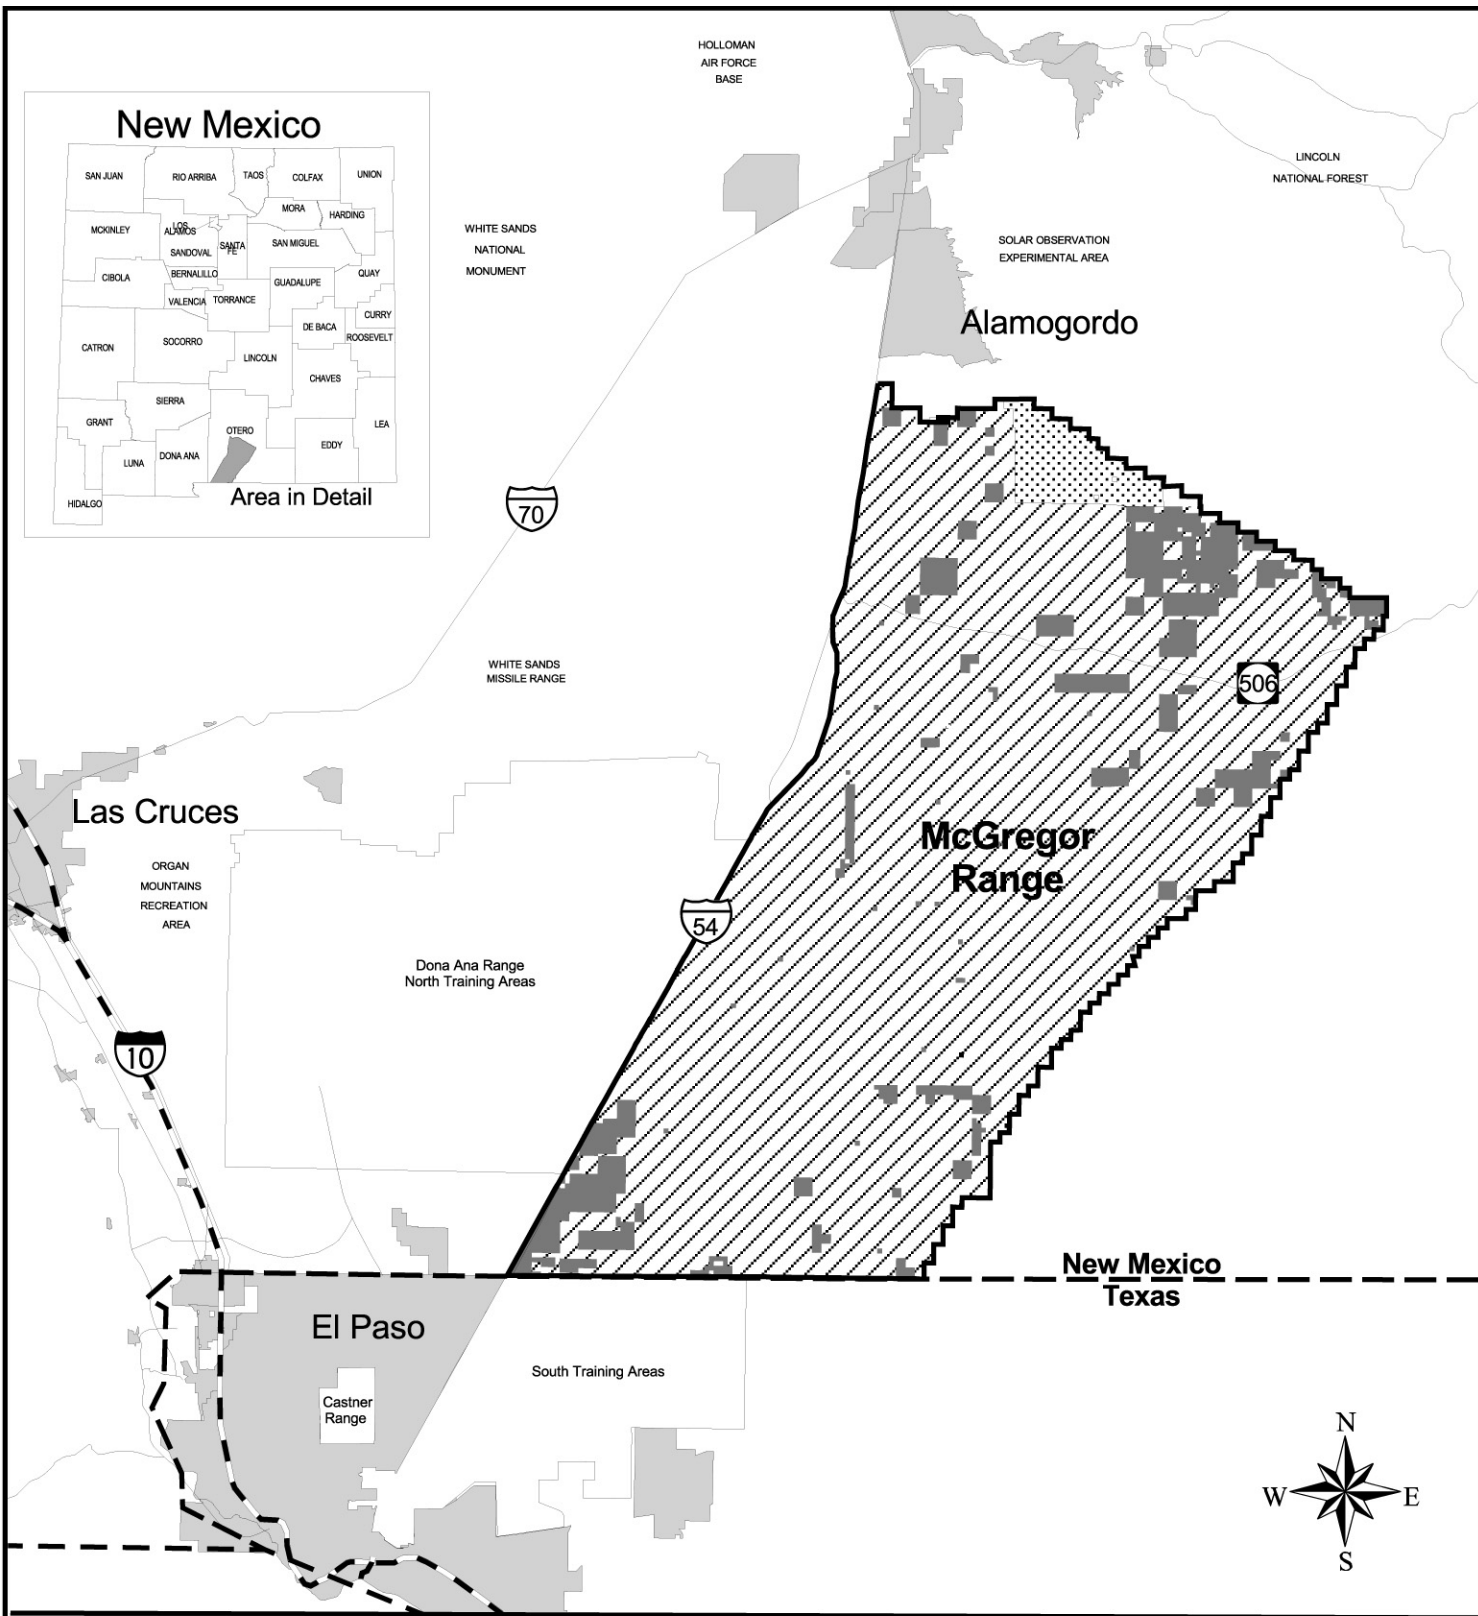 HOLLOMAN
AIR FORCE
BASE
New Mexico
SAN JUAN
RIO ARRIBA
TAOS
COLFAX
UNION
MORA
HARDING
MCKINLEY
LOS
ALAMOS
SANDOVAL
SANTA
FE
SAN MIGUEL
CIBOLA
BERNALILLO
GUADALUPE
QUAY
VALENCIA
TORRANCE
CURRY
DE BACA
ROOSEVELT
CATRON
SOCORRO
LINCOLN
CHAVES
SIERRA
GRANT
OTERO
LEA
EDDY
LUNA
DONA ANA
HIDALGO
Area in Detail
LINCOLN
NATIONAL FOREST
WHITE SANDS
NATIONAL
MONUMENT
SOLAR OBSERVATION
EXPERIMENTAL AREA
Alamogordo
70
WHITE SANDS
MISSILE RANGE
506
Las Cruces
McGregor
Range
ORGAN
MOUNTAINS
RECREATION
AREA
54
Dona Ana Range
North Training Areas
10
New Mexico
Texas
El Paso
South Training Areas
Castner
Range
N
W
E
S